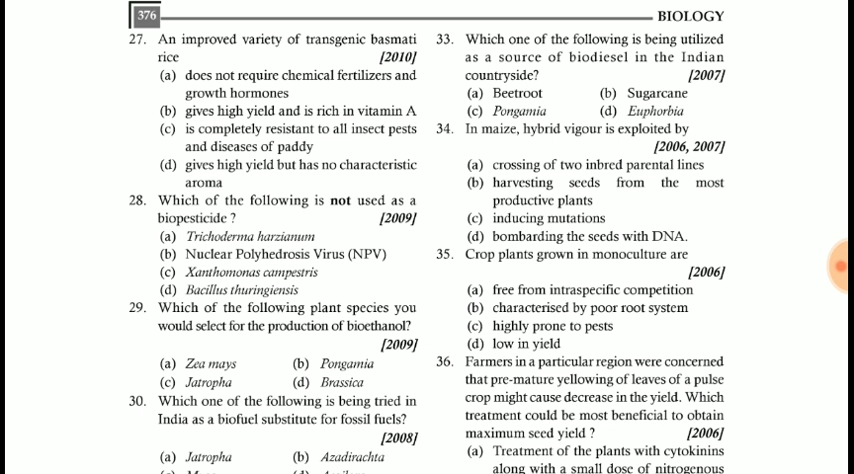 376
BIOLOGY
27. An improved variety of transgenic basmati
rice [2010]
(a) does not require chemical fertilizers and
growth hormones
(b) gives high yield and is rich in vitamin A
(c) is completely resistant to all insect pests
and diseases of paddy
(d) gives high yield but has no characteristic
aroma
28. Which of the following is not used as a
biopesticide ? [2009]
(a) Trichoderma harzianum
(b) Nuclear Polyhedrosis Virus (NPV)
(c) Xanthomonas campestris
(d) Bacillus thuringiensis
29. Which of the following plant species you
would select for the production of bioethanol?
[2009]
(a) Zea mays (b) Pongamia
(c) Jatropha (d) Brassica
30. Which one of the following is being tried in
India as a biofuel substitute for fossil fuels?
[2008]
(a) Jatropha (b) Azadirachta
33. Which one of the following is being utilized
as a source of biodiesel in the Indian
countryside? [2007]
(a) Beetroot (b) Sugarcane
(c) Pongamia (d) Euphorbia
34. In maize, hybrid vigour is exploited by
[2006, 2007]
(a) crossing of two inbred parental lines
(b) harvesting seeds from the most
productive plants
(c) inducing mutations
(d) bombarding the seeds with DNA.
35. Crop plants grown in monoculture are
[2006]
(a) free from intraspecific competition
(b) characterised by poor root system
(c) highly prone to pests
(d) low in yield
36. Farmers in a particular region were concerned
that pre-mature yellowing of leaves of a pulse
crop might cause decrease in the yield. Which
treatment could be most beneficial to obtain
maximum seed yield ? [2006]
(a) Treatment of the plants with cytokinins
along with a small dose of nitrogenous